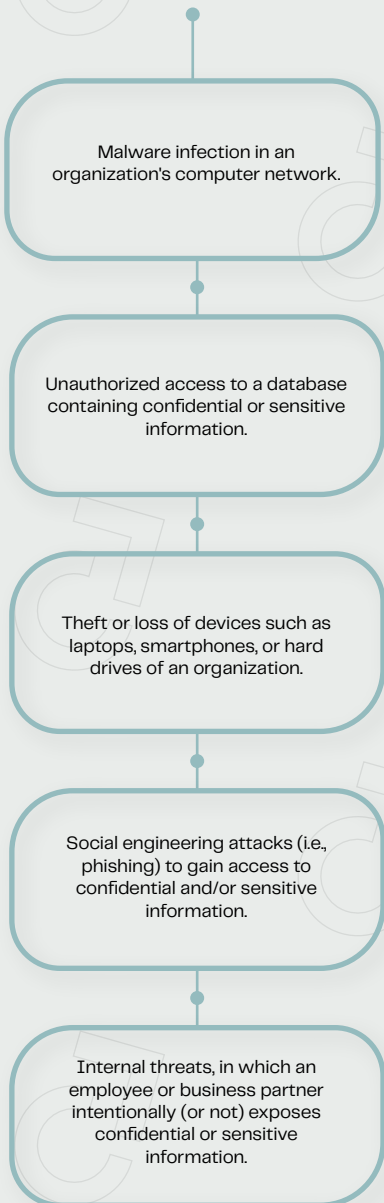 Malware infection in an
organization's computer network.
Unauthorized access to a database
containing confidential or sensitive
information.
Theft or loss of devices such as
laptops, smartphones, or hard
drives of an organization.
Social engineering attacks (i.e.,
phishing) to gain access to
confidential and/or sensitive
information.
Internal threats, in which an
employee or business partner
intentionally (or not) exposes
confidential or sensitive
information.